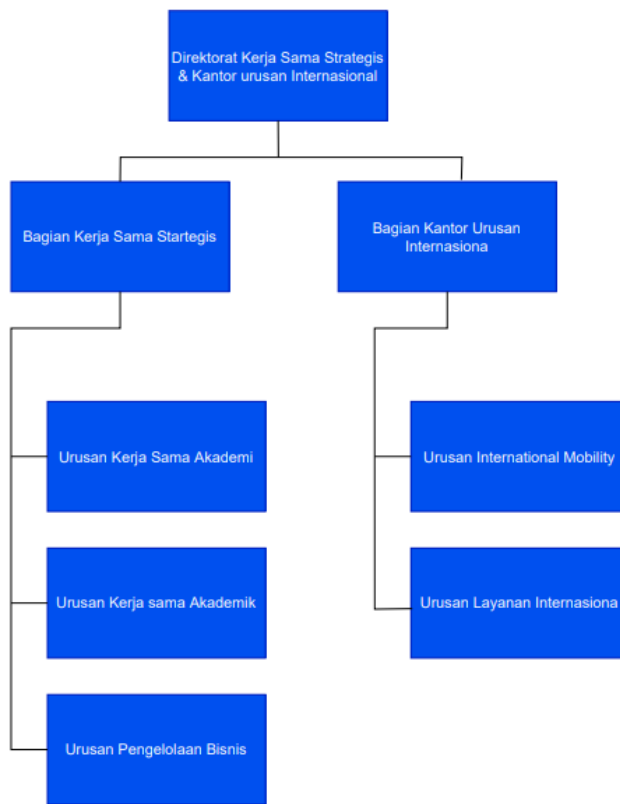 Direktorat Kerja Sama Strategis
& Kantor urusan Internasional
Bagian Kerja Sama Startegis
Bagian Kantor Urusan
Internasiona
Urusan Kerja Sama Akademi
Urusan International Mobility
Urusan Kerja sama Akademik
Urusan Layanan Internasiona
Urusan Pengelolaan Bisnis